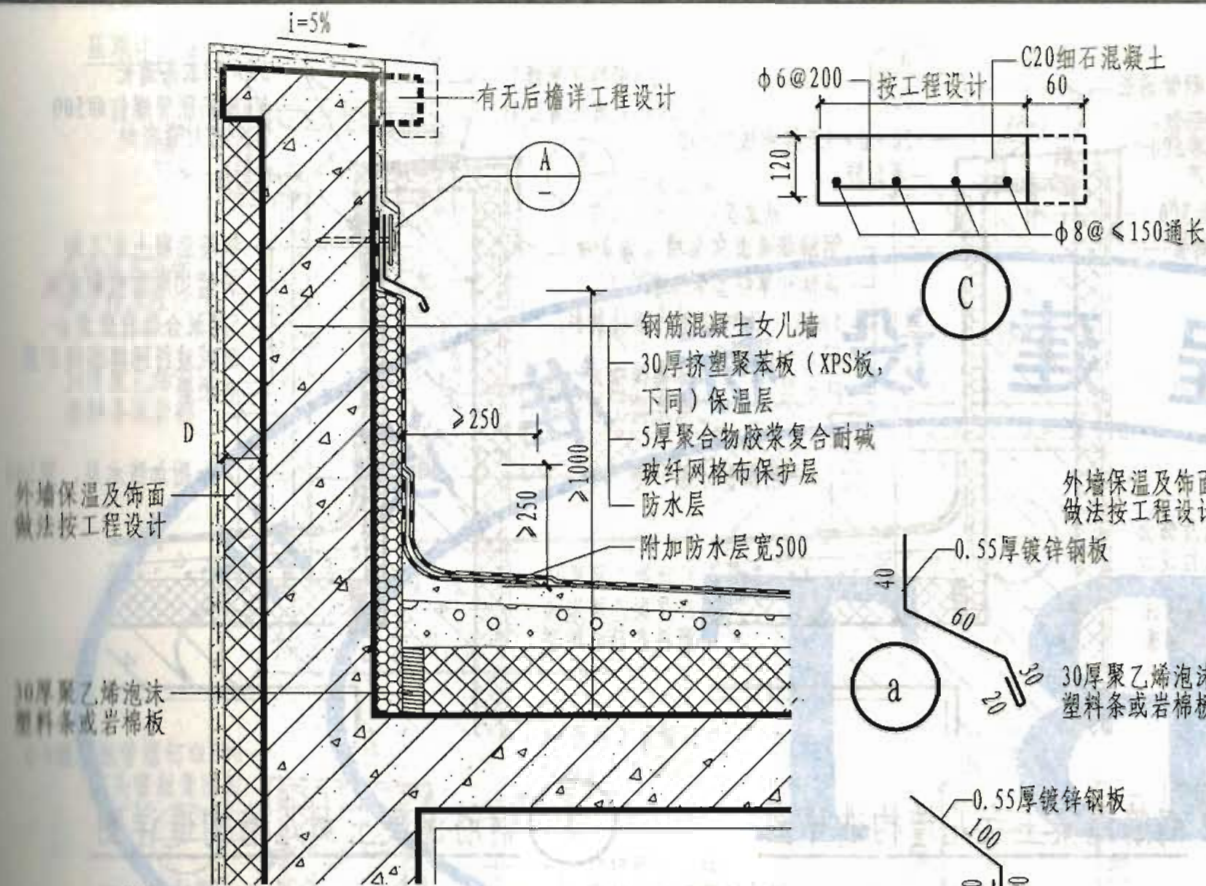 i=5%
有无后檐详工程设计
A
—
C20细石混凝土
ϕ6@200
按工程设计
60
120
ϕ8@≤150通长
C
钢筋混凝土女儿墙
30厚挤塑聚苯板（XPS板,
下同）保温层
5厚聚合物胶浆复合耐碱
玻纤网格布保护层
防水层
附加防水层宽500
≥250
≥250
≥1000
D
外墙保温及饰面
做法按工程设计
30厚聚乙烯泡沫
塑料条或岩棉板
外墙保温及饰面
做法按工程设计
0.55厚镀锌钢板
40
60
20
20
a
30厚聚乙烯泡沫
塑料条或岩棉板
0.55厚镀锌钢板
100
程建设标准